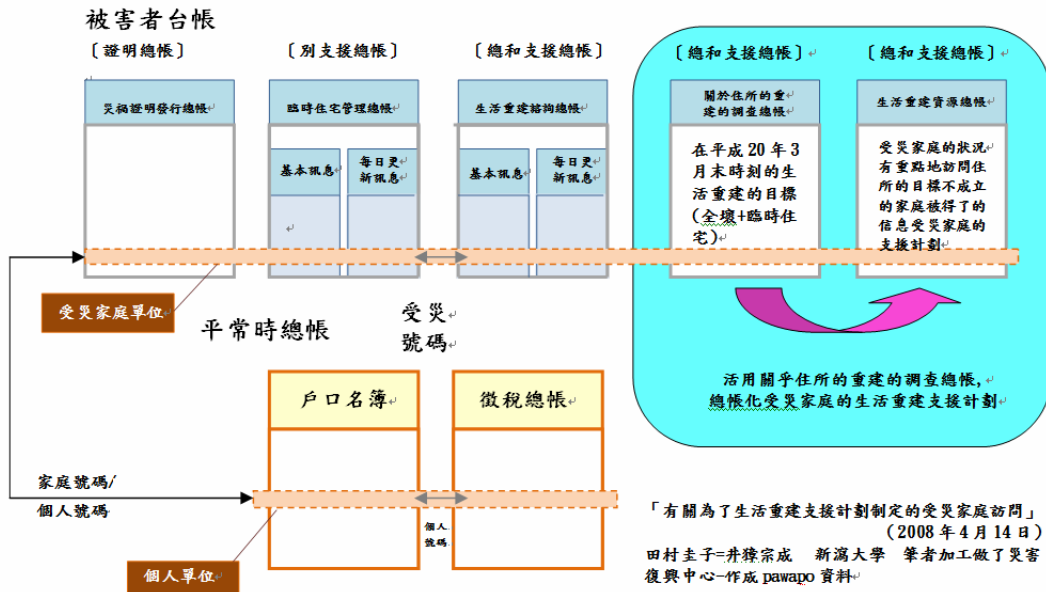 被害者台帳
〔證明總帳〕
〔別支援總帳〕
〔總和支援總帳〕
〔總和支援總帳〕
〔總和支援總帳〕
災禍證明發行總帳
臨時住宅管理總帳
生活重建諮詢總帳
關於住所的重
建的調查總帳
生活重建資源總帳
基本訊息
每日更
新訊息
基本訊息
每日更
新訊息
在平成 20 年 3
月末時刻的生
活重建的目標
(全壞+臨時住
宅)
受災家庭的狀況
有重點地訪問住
所的目標不成立
的家庭被得了的
信息受災家庭的
支援計劃
受災家庭單位
平常時總帳
受災
號碼
活用關乎住所的重建的調查總帳,
總帳化受災家庭的生活重建支援計劃
戶口名簿
徵稅總帳
家庭號碼/
個人號碼
個人
號碼
個人單位
「有關為了生活重建支援計劃制定的受災家庭訪問」
(2008 年 4 月 14 日)
田村圭子=井獐宗成 新瀉大學 筆者加工做了災害
復興中心-作成 pawapo 資料